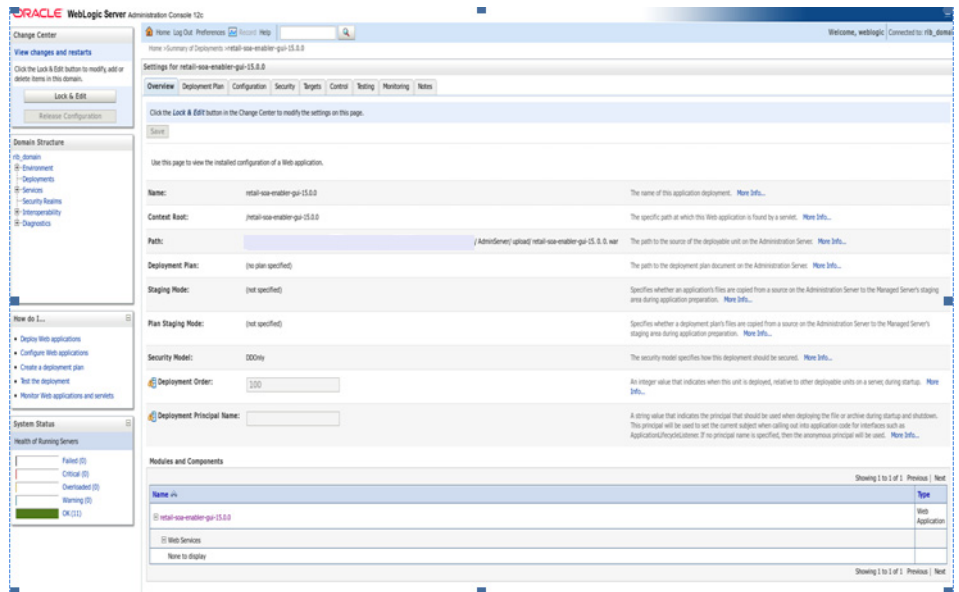 ORACLE WebLogic Server Administration Console 12c
Change Center
View changes and restarts
Click the Lock & Edit button to modify, add or
delete items in this domain.
Lock & Edit
Release Configuration
Domain Structure
rib_domain
Environment
Deployments
Services
Security Realms
Interoperability
Diagnostics
How do I...
Deploy Web applications
Configure Web applications
Create a deployment plan
Test the deployment
Monitor Web applications and servlets
System Status
Health of Running Servers
Failed (0)
Critical (0)
Overloaded (0)
Warning (0)
OK (11)
Home Log Out Preferences Record Help
Welcome, weblogic Connected to: rib_domai
Home >Summary of Deployments >retail-soa-enabler-gui-15.0.0
Settings for retail-soa-enabler-gui-15.0.0
Overview Deployment Plan Configuration Security Targets Control Testing Monitoring Notes
Click the Lock & Edit button in the Change Center to modify the settings on this page.
Save
Use this page to view the installed configuration of a Web application.
Name: retail-soa-enabler-gui-15.0.0 The name of this application deployment. More Info...
Context Root: /retail-soa-enabler-gui-15.0.0 The specific path at which this Web application is found by a servlet. More Info...
Path: / AdminServer/ upload/ retail-soa-enabler-gui-15. 0. 0. war The path to the source of the deployable unit on the Administration Server. More Info...
Deployment Plan: (no plan specified) The path to the deployment plan document on the Administration Server. More Info...
Staging Mode: (not specified) Specifies whether an application's files are copied from a source on the Administration Server to the Managed Server's staging
area during application preparation. More Info...
Plan Staging Mode: (not specified) Specifies whether a deployment plan's files are copied from a source on the Administration Server to the Managed Server's
staging area during application preparation. More Info...
Security Model: DDOnly The security model specifies how this deployment should be secured. More Info...
Deployment Order: 100 An integer value that indicates when this unit is deployed, relative to other deployable units on a server, during startup. More
Info...
Deployment Principal Name: A string value that indicates the principal that should be used when deploying the file or archive during startup and shutdown.
This principal will be used to set the current subject when calling out into application code for interfaces such as
ApplicationLifecycleListener. If no principal name is specified, then the anonymous principal will be used. More Info...
Modules and Components
Showing 1 to 1 of 1 Previous | Next
Name Type
retail-soa-enabler-gui-15.0.0 Web
Application
Web Services
None to display
Showing 1 to 1 of 1 Previous | Next